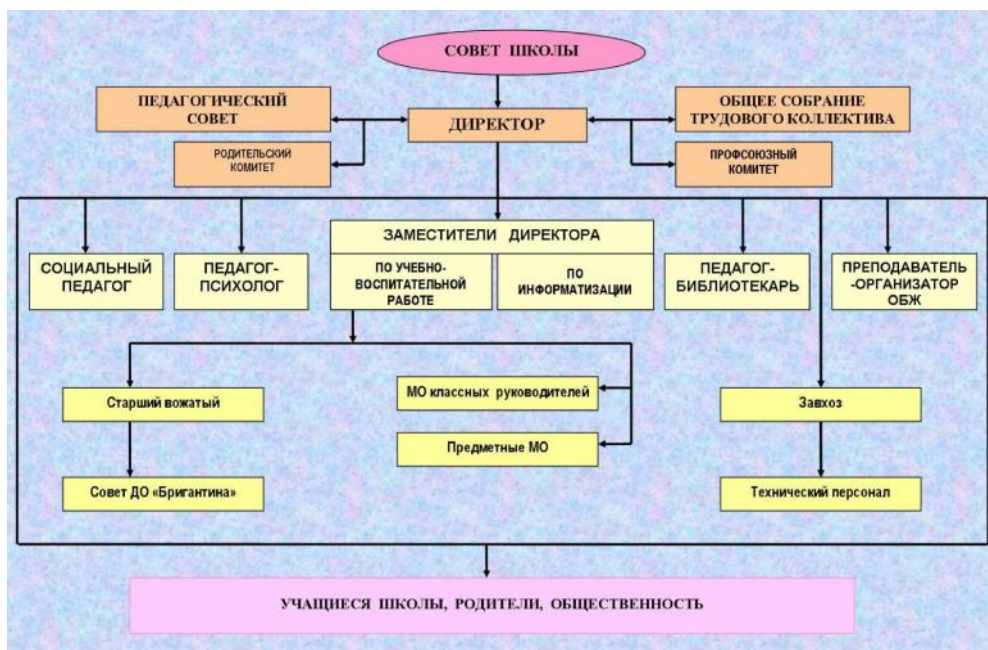 СОВЕТ ШКОЛЫ
ПЕДАГОГИЧЕСКИЙ
СОВЕТ
ДИРЕКТОР
ОБЩЕЕ СОБРАНИЕ
ТРУДОВОГО КОЛЛЕКТИВА
РОДИТЕЛЬСКИЙ
КОМИТЕТ
ПРОФСОЮЗНЫЙ
КОМИТЕТ
СОЦИАЛЬНЫЙ
ПЕДАГОГ
ПЕДАГОГ-
ПСИХОЛОГ
ЗАМЕСТИТЕЛИ ДИРЕКТОРА
ПО УЧЕБНО-
ВОСПИТАТЕЛЬНОЙ
РАБОТЕ
ПО
ИНФОРМАТИЗАЦИИ
ПЕДАГОГ-
БИБЛИОТЕКАРЬ
ПРЕПОДАВАТЕЛЬ
-ОРГАНИЗАТОР
ОБЖ
Старший вожатый
МО классных руководителей
Завхоз
Предметные МО
Совет ДО «Бригантина»
Технический персонал
УЧАЩИЕСЯ ШКОЛЫ, РОДИТЕЛИ, ОБЩЕСТВЕННОСТЬ